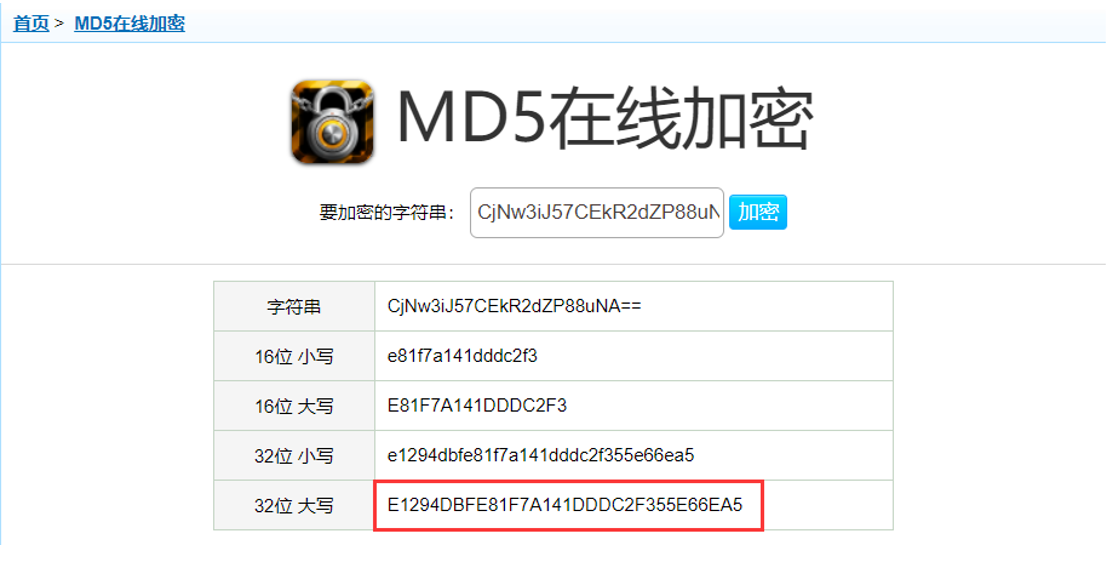 首页 > MD5在线加密
MD5在线加密
要加密的字符串： CjNw3iJ57CEkR2dZP88uN 加密
字符串 CjNw3iJ57CEkR2dZP88uNA==
16位 小写 e81f7a141dddc2f3
16位 大写 E81F7A141DDDC2F3
32位 小写 e1294dbfe81f7a141dddc2f355e66ea5
32位 大写 E1294DBFE81F7A141DDDC2F355E66EA5